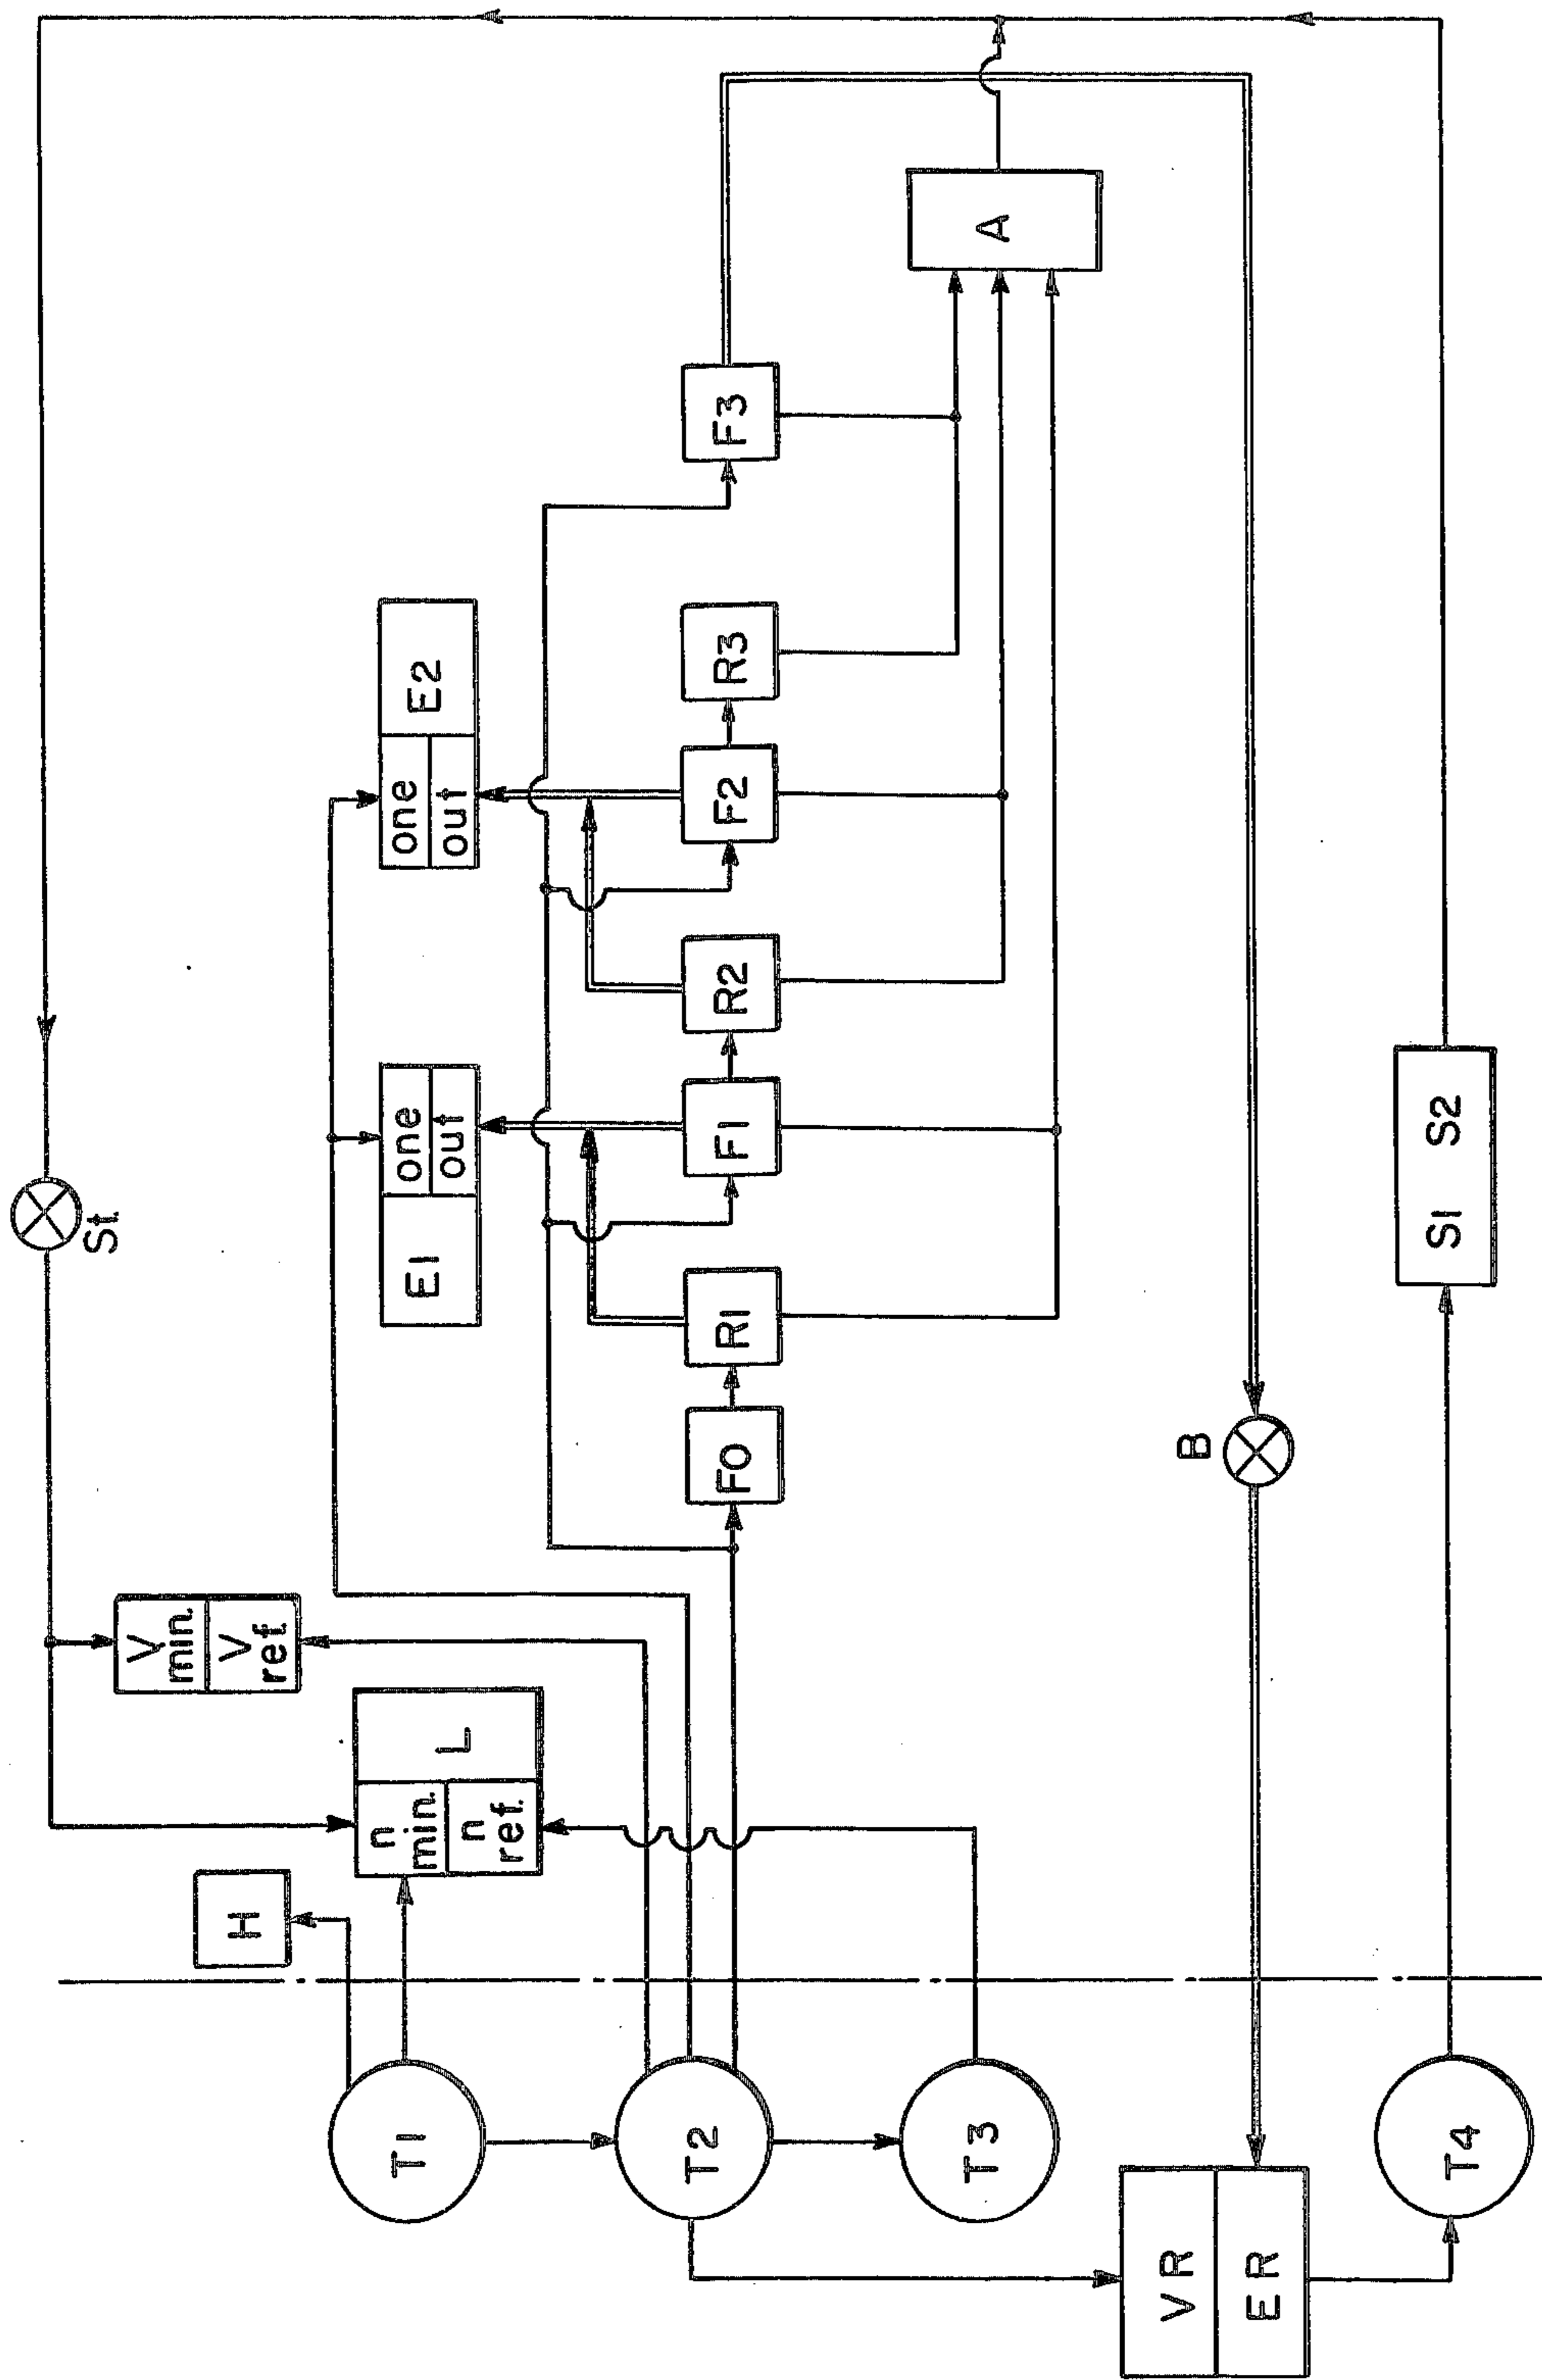 St.
V
min.
V
ref.
H
T1
n
min.
n
ref.
L
E1
one
out
one
out
E2
T2
F0
R1
F1
R2
F2
R3
F3
T3
A
VR
ER
B
T4
S1 S2